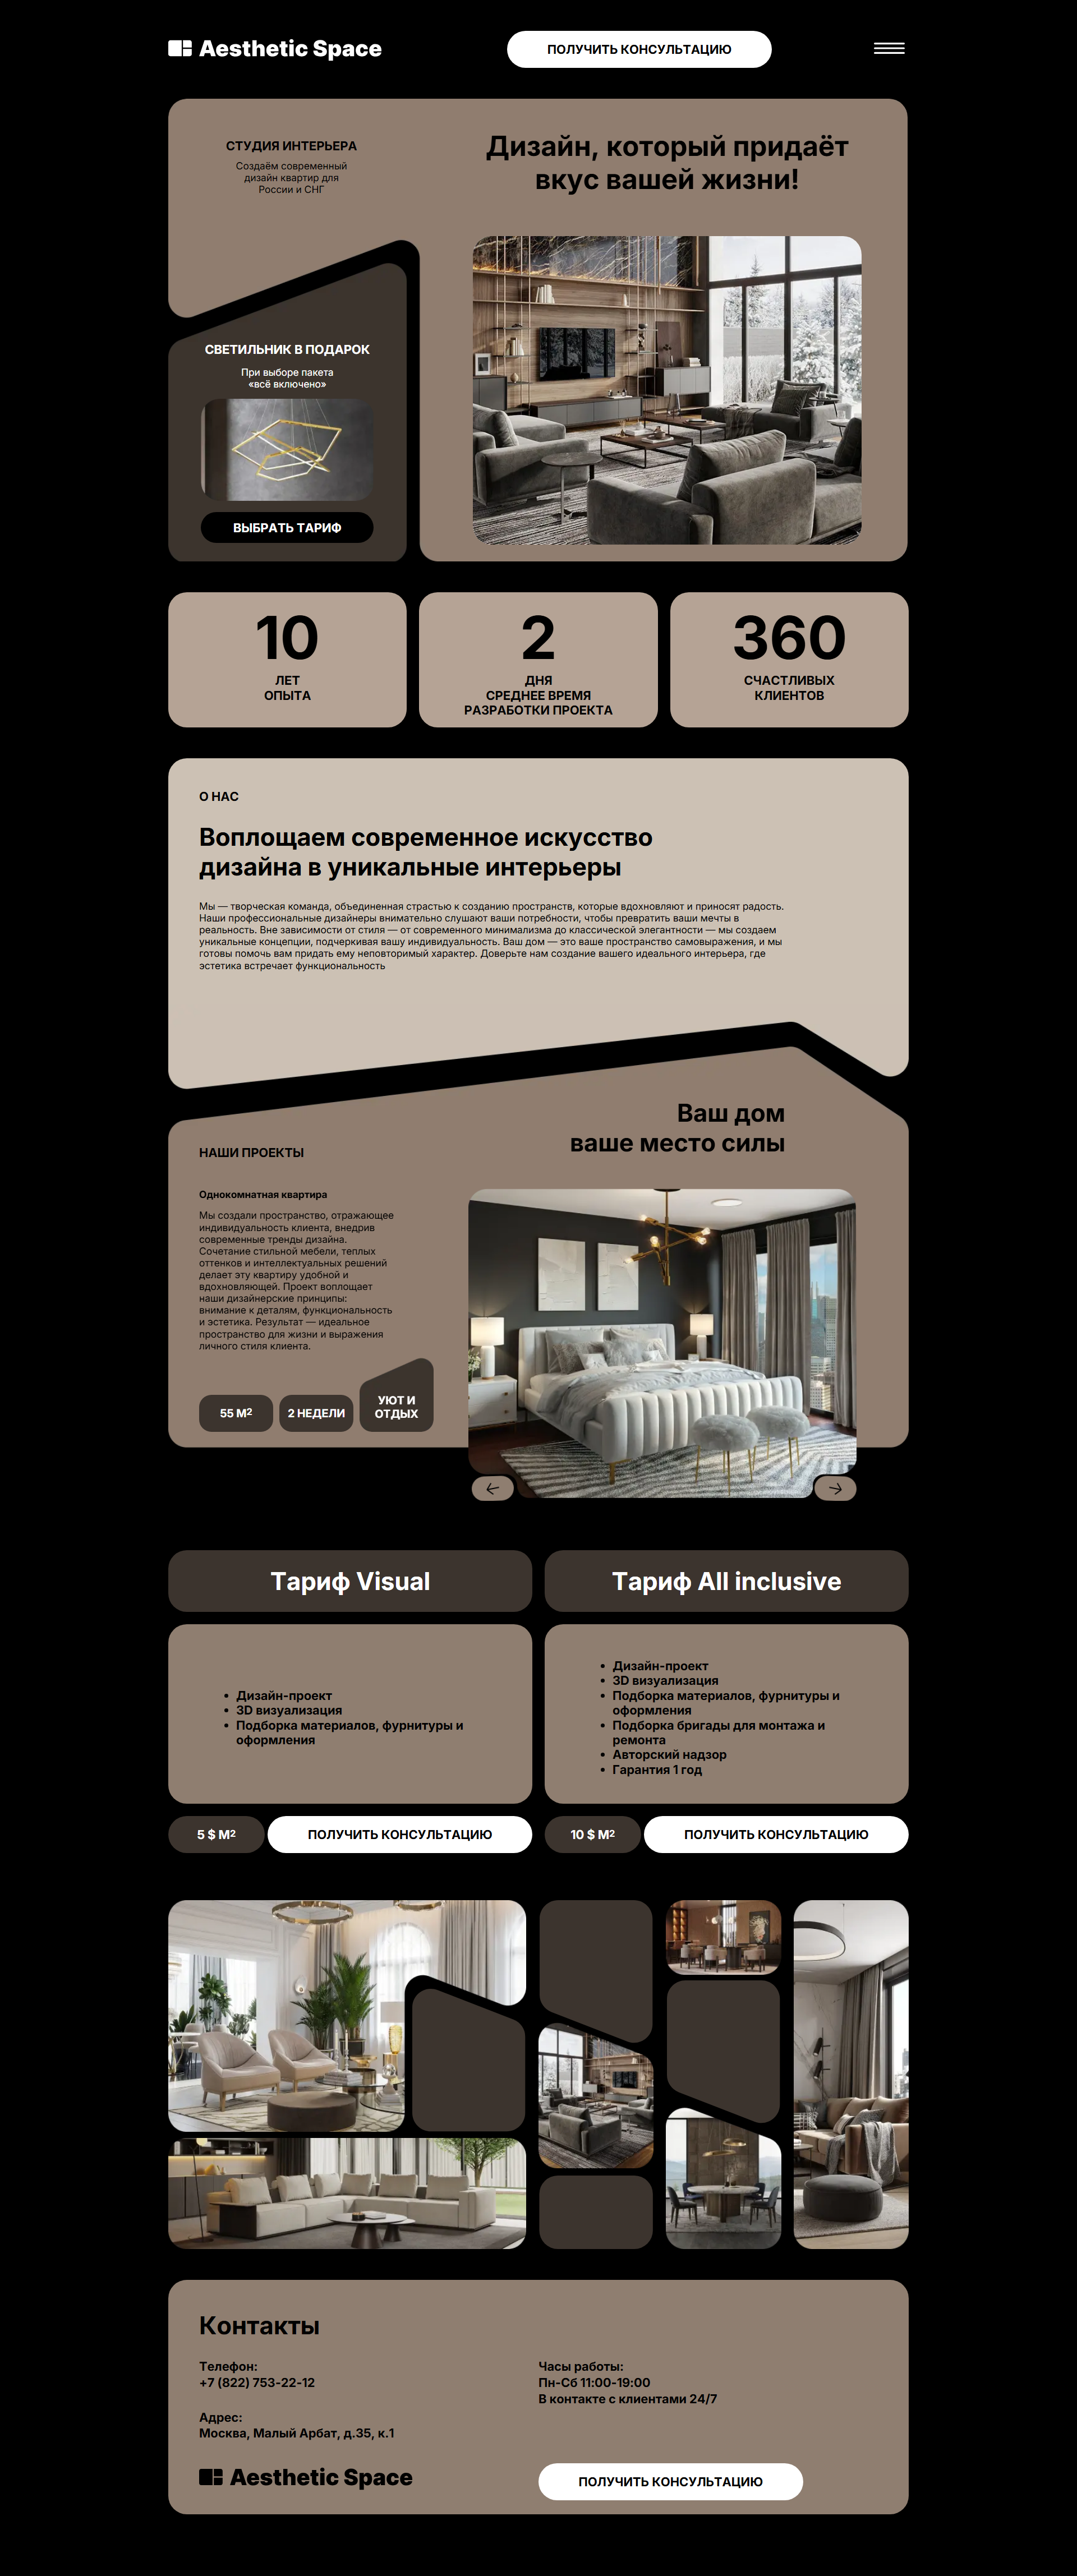 Aesthetic Space
ПОЛУЧИТЬ КОНСУЛЬТАЦИЮ
СТУДИЯ ИНТЕРЬЕРА
Создаём современный
дизайн квартир для
России и СНГ
Дизайн, который придаёт
вкус вашей жизни!
СВЕТИЛЬНИК В ПОДАРОК
При выборе пакета
«всё включено»
ВЫБРАТЬ ТАРИФ
10
ЛЕТ
ОПЫТА
2
ДНЯ
СРЕДНЕЕ ВРЕМЯ
РАЗРАБОТКИ ПРОЕКТА
360
СЧАСТЛИВЫХ
КЛИЕНТОВ
О НАС
Воплощаем современное искусство
дизайна в уникальные интерьеры
Мы — творческая команда, объединенная страстью к созданию пространств, которые вдохновляют и приносят радость.
Наши профессиональные дизайнеры внимательно слушают ваши потребности, чтобы превратить ваши мечты в
реальность. Вне зависимости от стиля — от современного минимализма до классической элегантности — мы создаем
уникальные концепции, подчеркивая вашу индивидуальность. Ваш дом — это ваше пространство самовыражения, и мы
готовы помочь вам придать ему неповторимый характер. Доверьте нам создание вашего идеального интерьера, где
эстетика встречает функциональность
Ваш дом
ваше место силы
НАШИ ПРОЕКТЫ
Однокомнатная квартира
Мы создали пространство, отражающее
индивидуальность клиента, внедрив
современные тренды дизайна.
Сочетание стильной мебели, теплых
оттенков и интеллектуальных решений
делает эту квартиру удобной и
вдохновляющей. Проект воплощает
наши дизайнерские принципы:
внимание к деталям, функциональность
и эстетика. Результат — идеальное
пространство для жизни и выражения
личного стиля клиента.
55 М2
2 НЕДЕЛИ
УЮТ И
ОТДЫХ
Тариф Visual
Дизайн-проект
3D визуализация
Подборка материалов, фурнитуры и
оформления
5 $ М2
ПОЛУЧИТЬ КОНСУЛЬТАЦИЮ
Тариф All inclusive
Дизайн-проект
3D визуализация
Подборка материалов, фурнитуры и
оформления
Подборка бригады для монтажа и
ремонта
Авторский надзор
Гарантия 1 год
10 $ М2
ПОЛУЧИТЬ КОНСУЛЬТАЦИЮ
Контакты
Телефон:
+7 (822) 753-22-12
Адрес:
Москва, Малый Арбат, д.35, к.1
Часы работы:
Пн-Сб 11:00-19:00
В контакте с клиентами 24/7
Aesthetic Space
ПОЛУЧИТЬ КОНСУЛЬТАЦИЮ